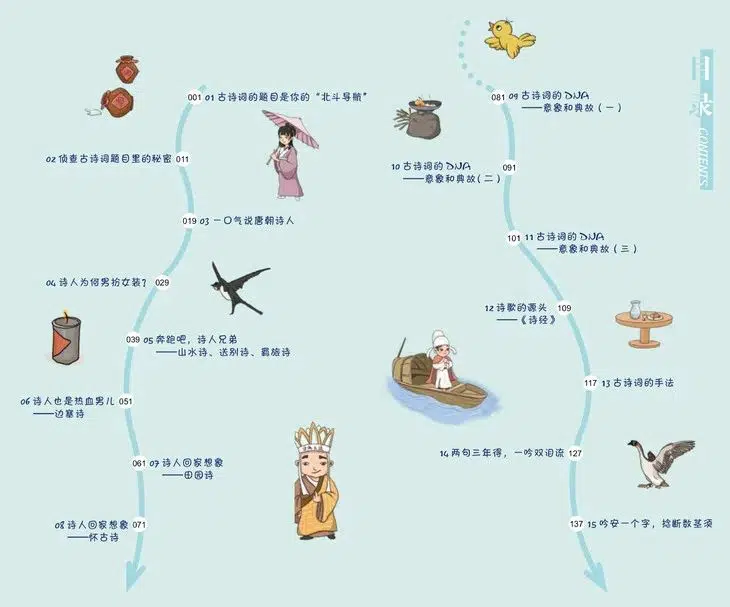 目录
CONTENTS
001 01 古诗词的题目是你的“北斗导航”
02 侦查古诗词题目里的秘密 011
019 03 一口气说唐朝诗人
04 诗人为何男扮女装? 029
039 05 奔跑吧,诗人兄弟
——山水诗、送别诗、羁旅诗
06 诗人也是热血男儿 051
——边塞诗
061 07 诗人回家想象
——田园诗
08 诗人回家想象 071
——怀古诗
081 09 古诗词的DNA
——意象和典故(一)
10 古诗词的DNA 091
——意象和典故(二)
101 11 古诗词的DNA
——意象和典故(三)
12 诗歌的源头 109
——《诗经》
117 13 古诗词的手法
14 两句三年得,一吟双泪流 127
137 15 吟安一个字,捻断数茎须